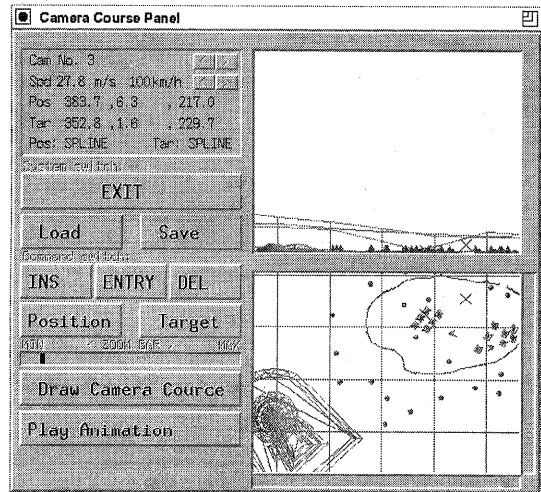 Camera Course Panel
Cam No. 3
Spd 27.8 m/s 100km/h
Pos 383.7 ,6.3 ,217.0
Tar 352.8 ,1.6 ,229.7
Pos: SPLINE Tar: SPLINE
System switch:
EXIT
Load Save
Command switch:
INS ENTRY DEL
Position Target
MIN < ZOOM BAR > MAX
Draw Camera Cource
Play Animation